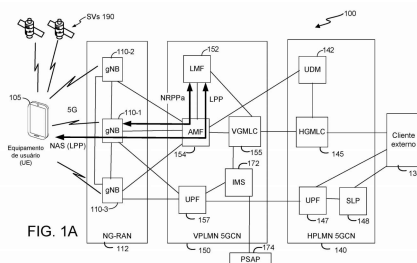 SVs 190
100
110-2
gNB
152
LMF
142
UDM
105
5G
110-1
NRPPa
LPP
gNB
AMF
VGMLC
HGMLC
Cliente
externo
NAS (LPP)
154
155
145
Equipamento
de usuário
(UE)
172
IMS
gNB
UPF
UPF
SLP
110-3
157
147
148
FIG. 1A
NG-RAN
VPLMN 5GCN
HPLMN 5GCN
112
150
174
140
PSAP